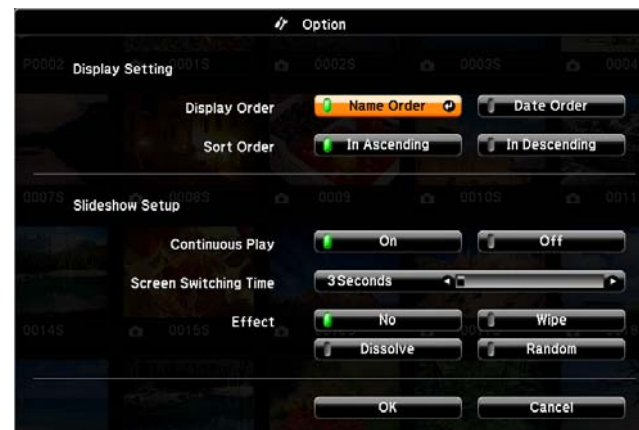 Option
P0002 0001S 0002S 0003S 0004
Display Setting
Display Order Name Order Date Order
Sort Order In Ascending In Descending
0007S 0008S 0009 0010S 0011
Slideshow Setup
Continuous Play On Off
Screen Switching Time 3Seconds
Effect No Wipe
0014S 0015S
Dissolve Random
OK Cancel